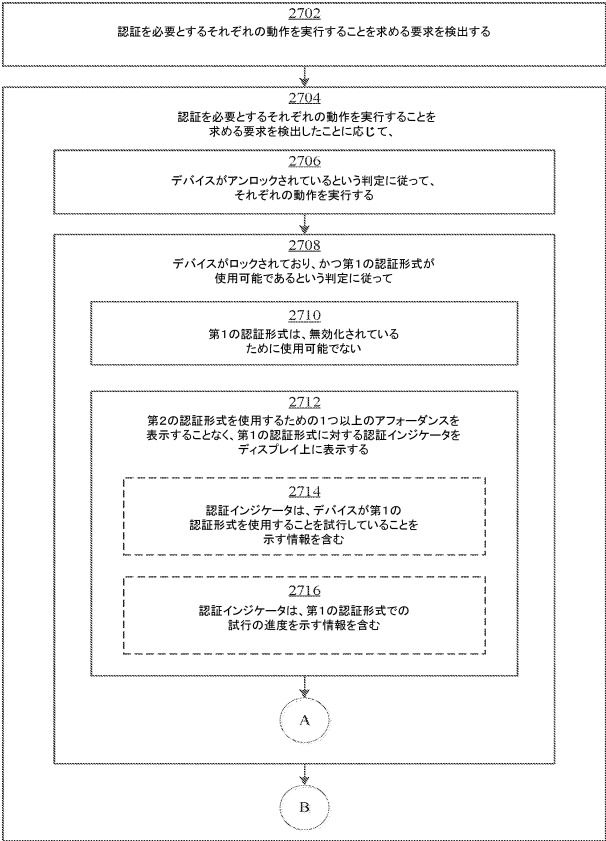 2702
認証を必要とするそれぞれの動作を実行することを求める要求を検出する
2704
認証を必要とするそれぞれの動作を実行することを
求める要求を検出したことに応じて、
2706
デバイスがアンロックされているという判定に従って、
それぞれの動作を実行する
2708
デバイスがロックされており、かつ第1の認証形式が
使用可能であるという判定に従って
2710
第1の認証形式は、無効化されている
ために使用可能でない
2712
第2の認証形式を使用するための1つ以上のアフォーダンスを
表示することなく、第1の認証形式に対する認証インジケータを
ディスプレイ上に表示する
2714
認証インジケータは、デバイスが第1の
認証形式を使用することを試行していることを
示す情報を含む
2716
認証インジケータは、第1の認証形式での
試行の進度を示す情報を含む
A
B